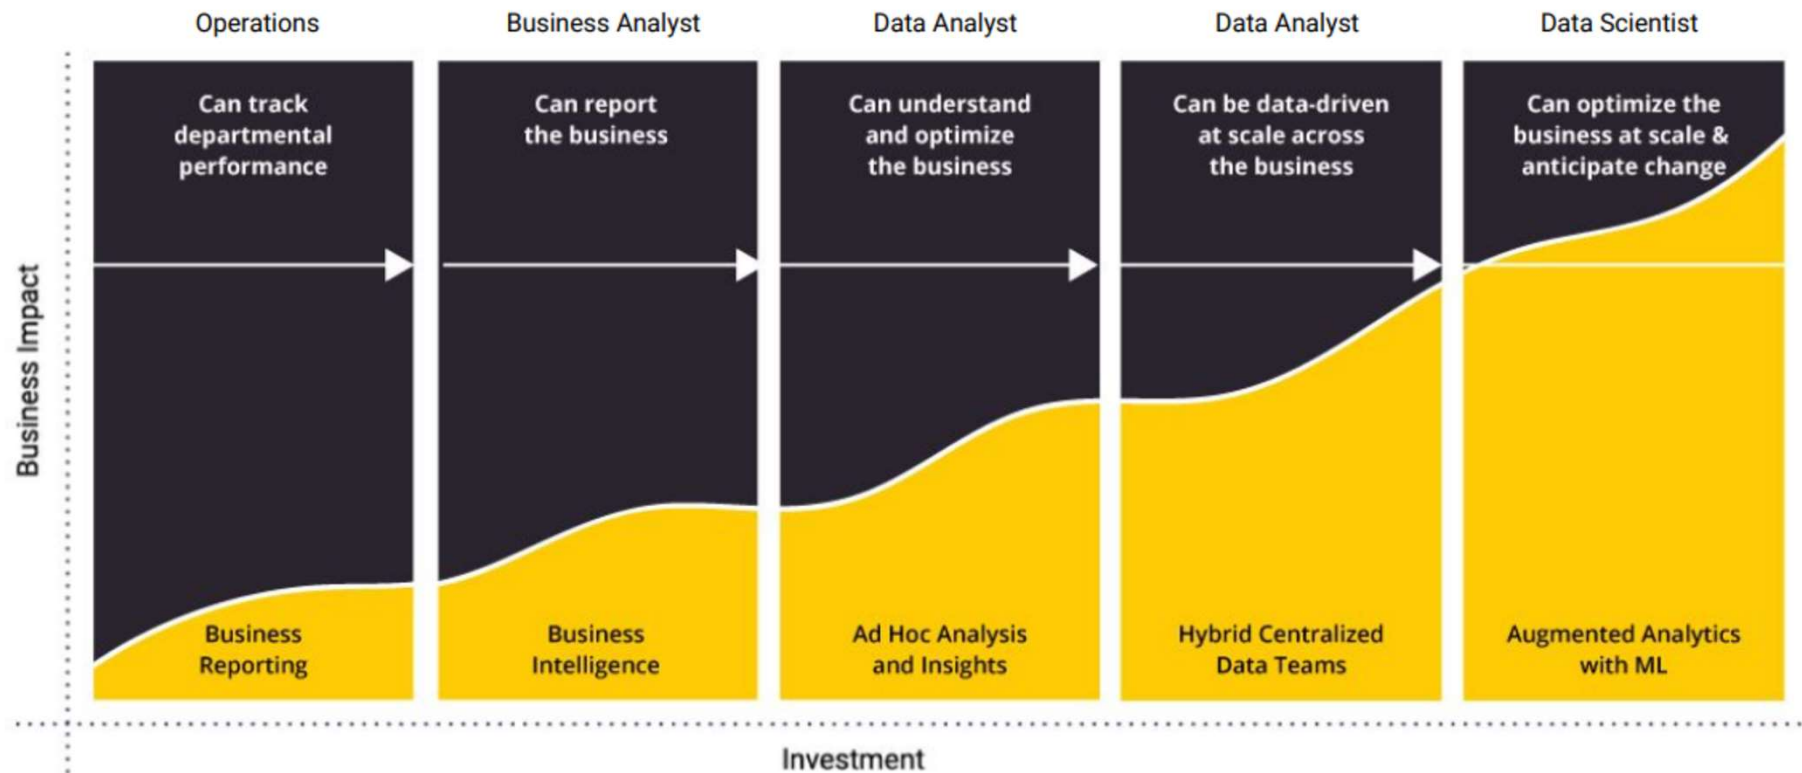 Operations
Business Analyst
Data Analyst
Data Analyst
Data Scientist
Can track
departmental
performance
Can report
the business
Can understand
and optimize
the business
Can be data-driven
at scale across
the business
Can optimize the
business at scale &
anticipate change
Business Impact
Business
Reporting
Business
Intelligence
Ad Hoc Analysis
and Insights
Hybrid Centralized
Data Teams
Augmented Analytics
with ML
Investment